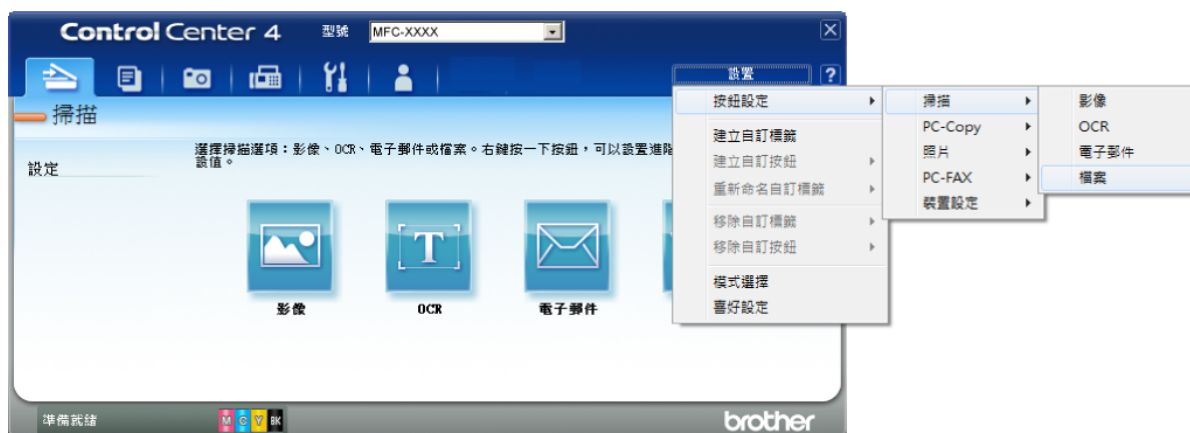 Control Center 4 型號 MFC-XXXX
設置 ?
掃描
設定
選擇掃描選項：影像、OCR、電子郵件或檔案。右鍵按一下按鈕，可以設置進階
設值。
T
影像 OCR 電子郵件
按鈕設定
建立自訂標籤
建立自訂按鈕
重新命名自訂標籤
移除自訂標籤
移除自訂按鈕
模式選擇
喜好設定
掃描
PC-Copy
照片
PC-FAX
裝置設定
影像
OCR
電子郵件
檔案
準備就緒 M C Y BK brother